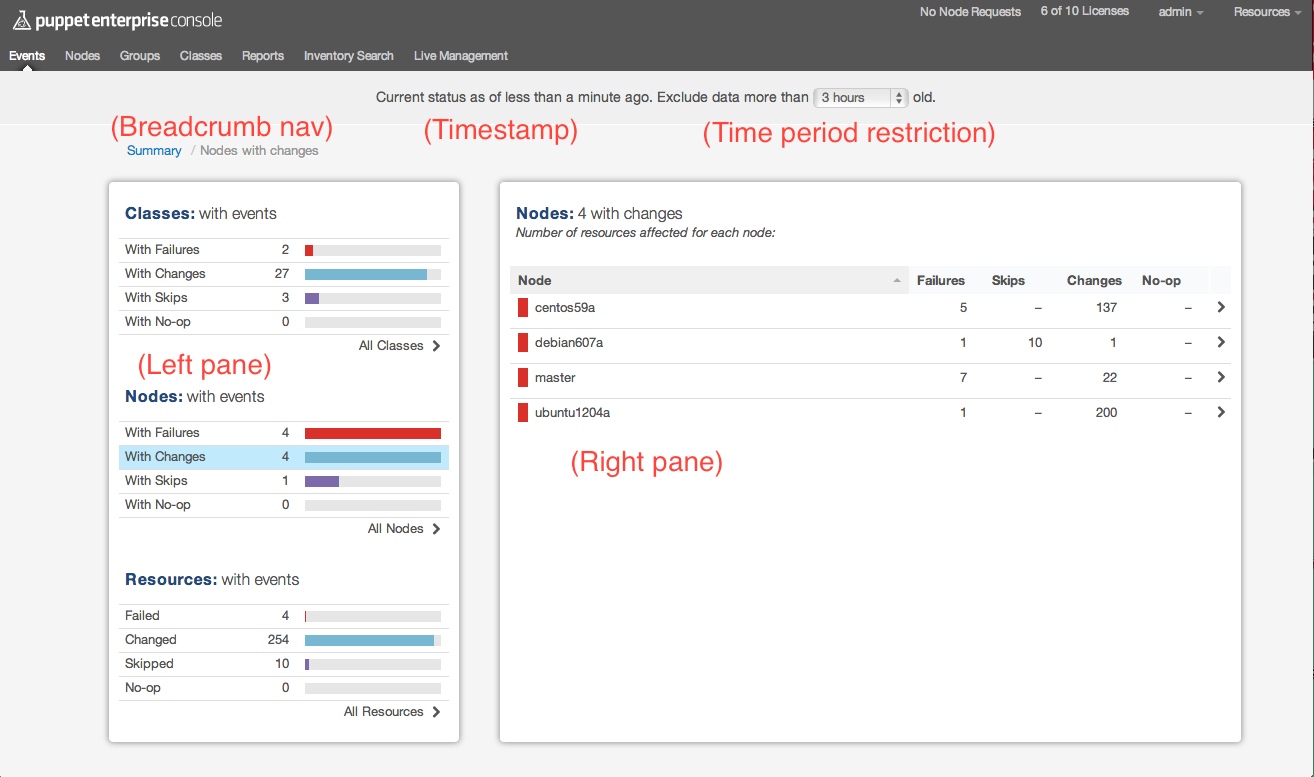 puppet enterprise console
No Node Requests 6 of 10 Licenses admin Resources
Events Nodes Groups Classes Reports Inventory Search Live Management
Current status as of less than a minute ago. Exclude data more than 3 hours old.
(Breadcrumb nav) (Timestamp) (Time period restriction)
Summary / Nodes with changes
Classes: with events
With Failures 2
With Changes 27
With Skips 3
With No-op 0
All Classes
(Left pane)
Nodes: with events
With Failures 4
With Changes 4
With Skips 1
With No-op 0
All Nodes
Resources: with events
Failed 4
Changed 254
Skipped 10
No-op 0
All Resources
Nodes: 4 with changes
Number of resources affected for each node:
Node Failures Skips Changes No-op
centos59a 5 – 137 –
debian607a 1 10 1 –
master 7 – 22 –
ubuntu1204a 1 – 200 –
(Right pane)